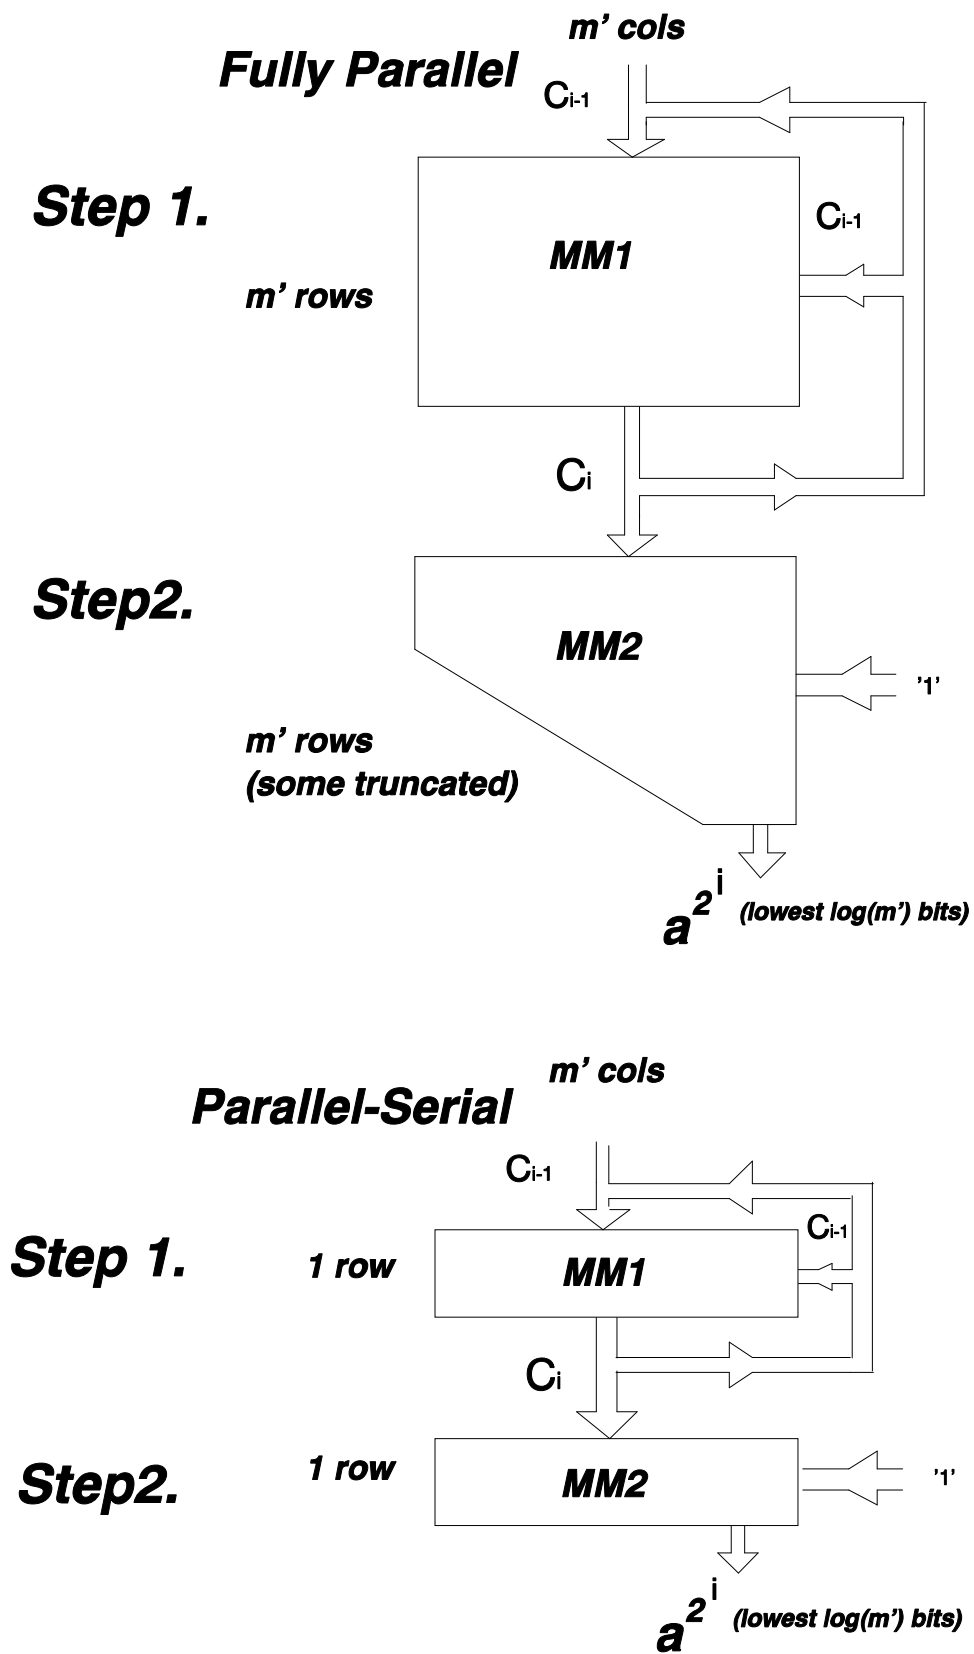 m' cols
Fully Parallel
Ci-1
Step 1.
Ci-1
MM1
m' rows
Ci
Step2.
MM2
'1'
m' rows
(some truncated)
a2i (lowest log(m') bits)
m' cols
Parallel-Serial
Ci-1
Ci-1
Step 1.
1 row
MM1
Ci
Step2.
1 row
MM2
'1'
a2i (lowest log(m') bits)